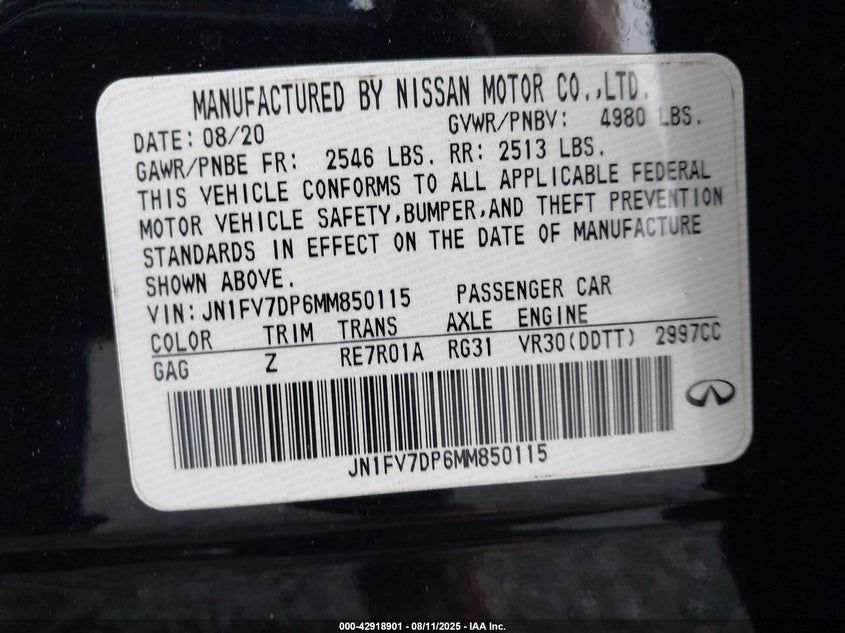 MANUFACTURED BY NISSAN MOTOR CO.,LTD.
DATE: 08/20 GVWR/PNBV: 4980 LBS.
GAWR/PNBE FR: 2546 LBS. RR: 2513 LBS.
THIS VEHICLE CONFORMS TO ALL APPLICABLE FEDERAL
MOTOR VEHICLE SAFETY,BUMPER,AND THEFT PREVENTION
STANDARDS IN EFFECT ON THE DATE OF MANUFACTURE
SHOWN ABOVE.
VIN: JN1FV7DP6MM850115 PASSENGER CAR
COLOR TRIM TRANS AXLE ENGINE
GAG Z RE7R01A RG31 VR30(DDTT) 2997CC
JN1FV7DP6MM850115
000-42918901 - 08/11/2025 - IAA Inc.